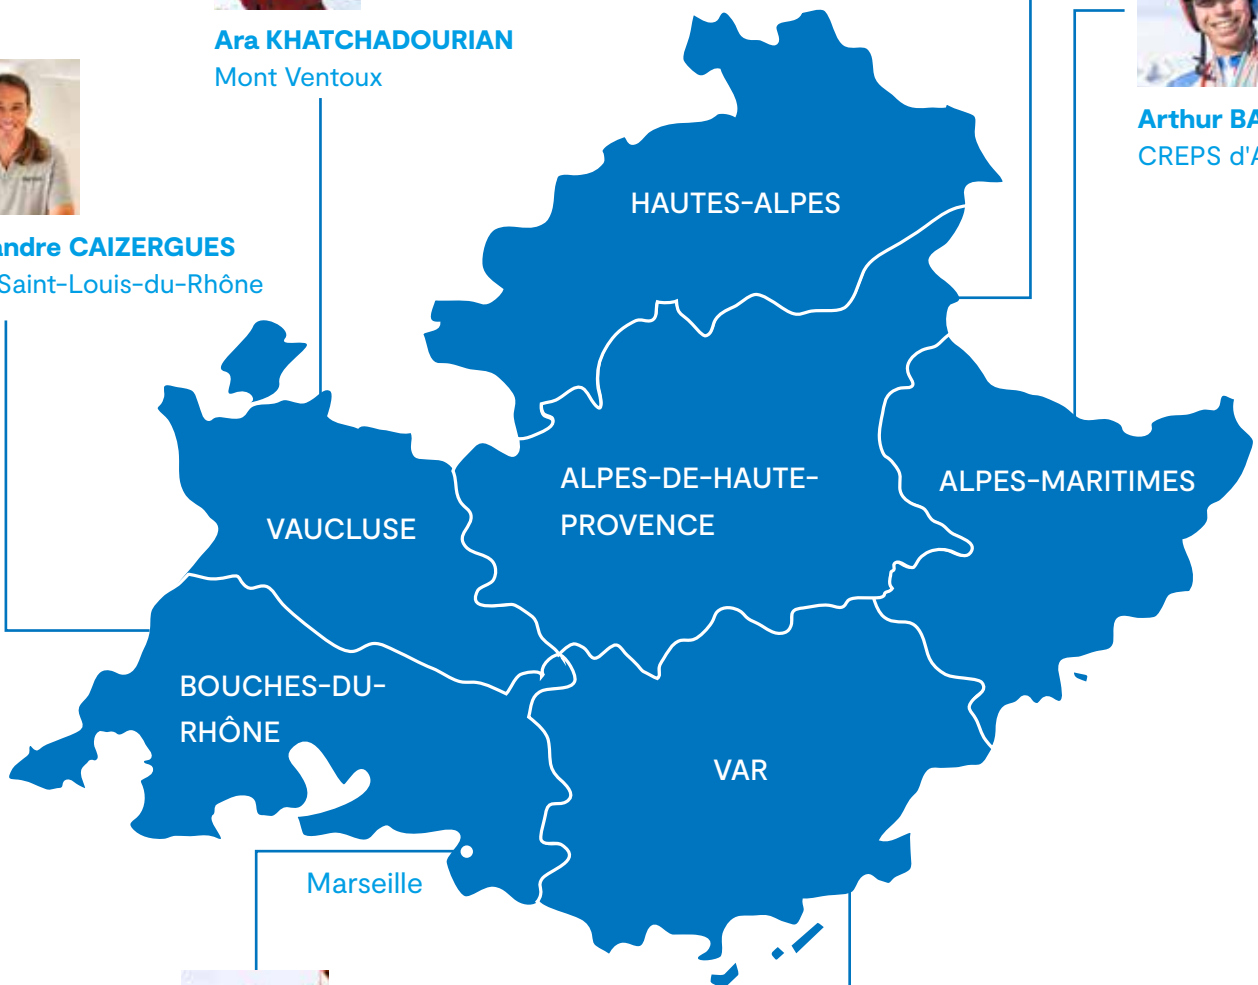 Ara KHATCHADOURIAN
Mont Ventoux
Arthur BA
CREPS d'A
andre CAIZERGUES
Saint-Louis-du-Rhône
HAUTES-ALPES
ALPES-DE-HAUTE-
PROVENCE
ALPES-MARITIMES
VAUCLUSE
BOUCHES-DU-
RHÔNE
VAR
Marseille